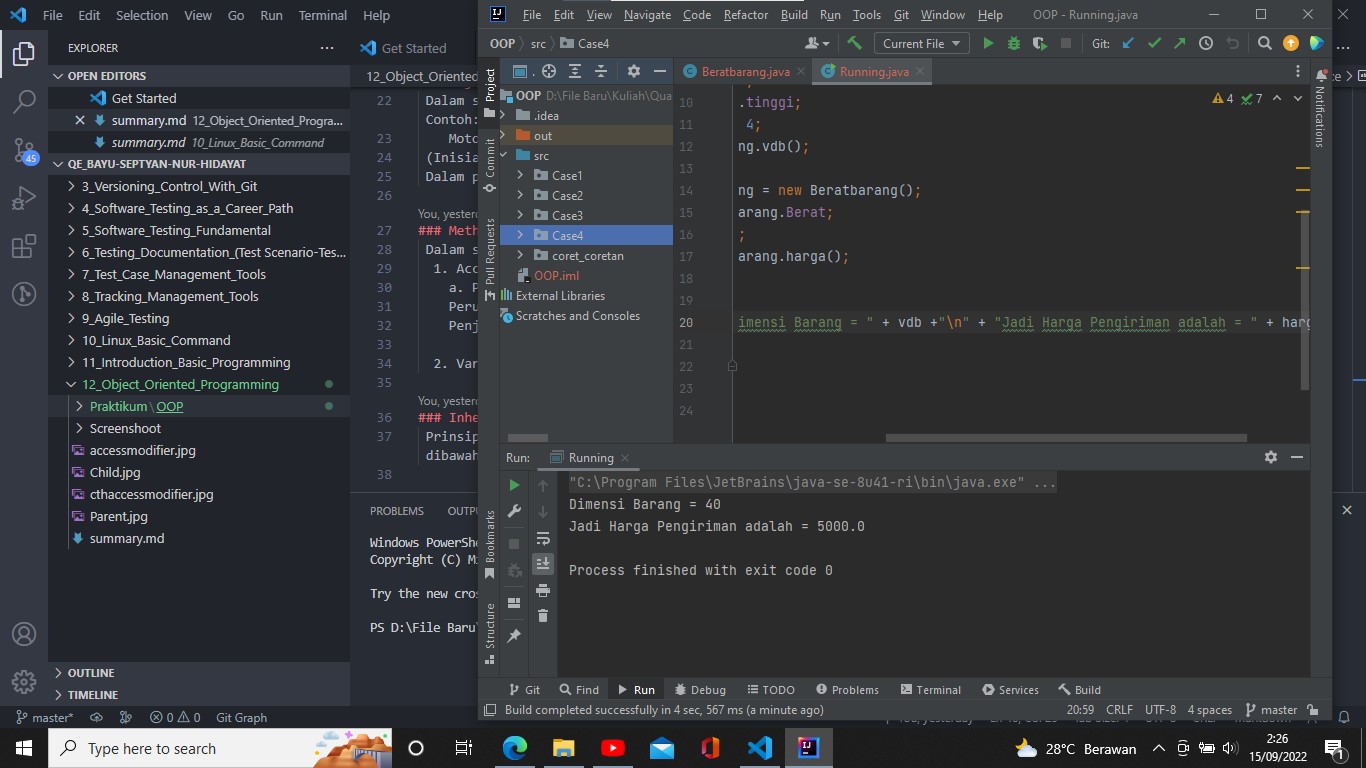 File Edit Selection View Go Run Terminal Help
EXPLORER
OPEN EDITORS
Get Started
summary.md 12_Object_Oriented_Progra...
summary.md 10_Linux_Basic_Command
QE_BAYU-SEPTYAN-NUR-HIDAYAT
3_Versioning_Control_With_Git
4_Software_Testing_as_a_Career_Path
5_Software_Testing_Fundamental
6_Testing_Documentation_(Test Scenario-Tes...
7_Test_Case_Management_Tools
8_Tracking_Management_Tools
9_Agile_Testing
10_Linux_Basic_Command
11_Introduction_Basic_Programming
12_Object_Oriented_Programming
Praktikum\OOP
Screenshoot
accessmodifier.jpg
Child.jpg
cthaccessmodifier.jpg
Parent.jpg
summary.md
OUTLINE
TIMELINE
45
Get Started
12_Object_Oriented
22 Dalam s
Contoh:
23 Moto
24 (Inisia
25 Dalam p
26
You, yesterd
27 ### Meth
28 Dalam s
29 1. Acc
30 a. P
31 Peru
32 Penj
33
34 2. Var
35
You, yesterd
36 ### Inhe
37 Prinsip
dibawah
38
PROBLEMS OUTPU
Windows PowerShe
Copyright (C) Mi
Try the new cros
PS D:\File Baru\
master* 0 0 Git Graph
File Edit View Navigate Code Refactor Build Run Tools Git Window Help OOP - Running.java
OOP src Case4 Current File Git:
Project
Commit
Pull Requests
Bookmarks
Structure
Notifications
OOP D:\File Baru\Kuliah\Qua
.idea
out
src
Case1
Case2
Case3
Case4
coret_coretan
OOP.iml
External Libraries
Scratches and Consoles
Beratbarang.java Running.java
4 7
10 .tinggi;
11 4;
12 ng.vdb();
13
14 ng = new Beratbarang();
15 arang.Berat;
16 ;
17 arang.harga();
18
19
20 imensi Barang = " + vdb +"\n" + "Jadi Harga Pengiriman adalah = " + harg
21
22
23
24
Run: Running
"C:\Program Files\JetBrains\java-se-8u41-ri\bin\java.exe" ...
Dimensi Barang = 40
Jadi Harga Pengiriman adalah = 5000.0
Process finished with exit code 0
Git Find Run Debug TODO Problems Terminal Services Build
Build completed successfully in 4 sec, 567 ms (a minute ago) 20:59 CRLF UTF-8 4 spaces master
Type here to search
28°C Berawan
2:26
15/09/2022
1